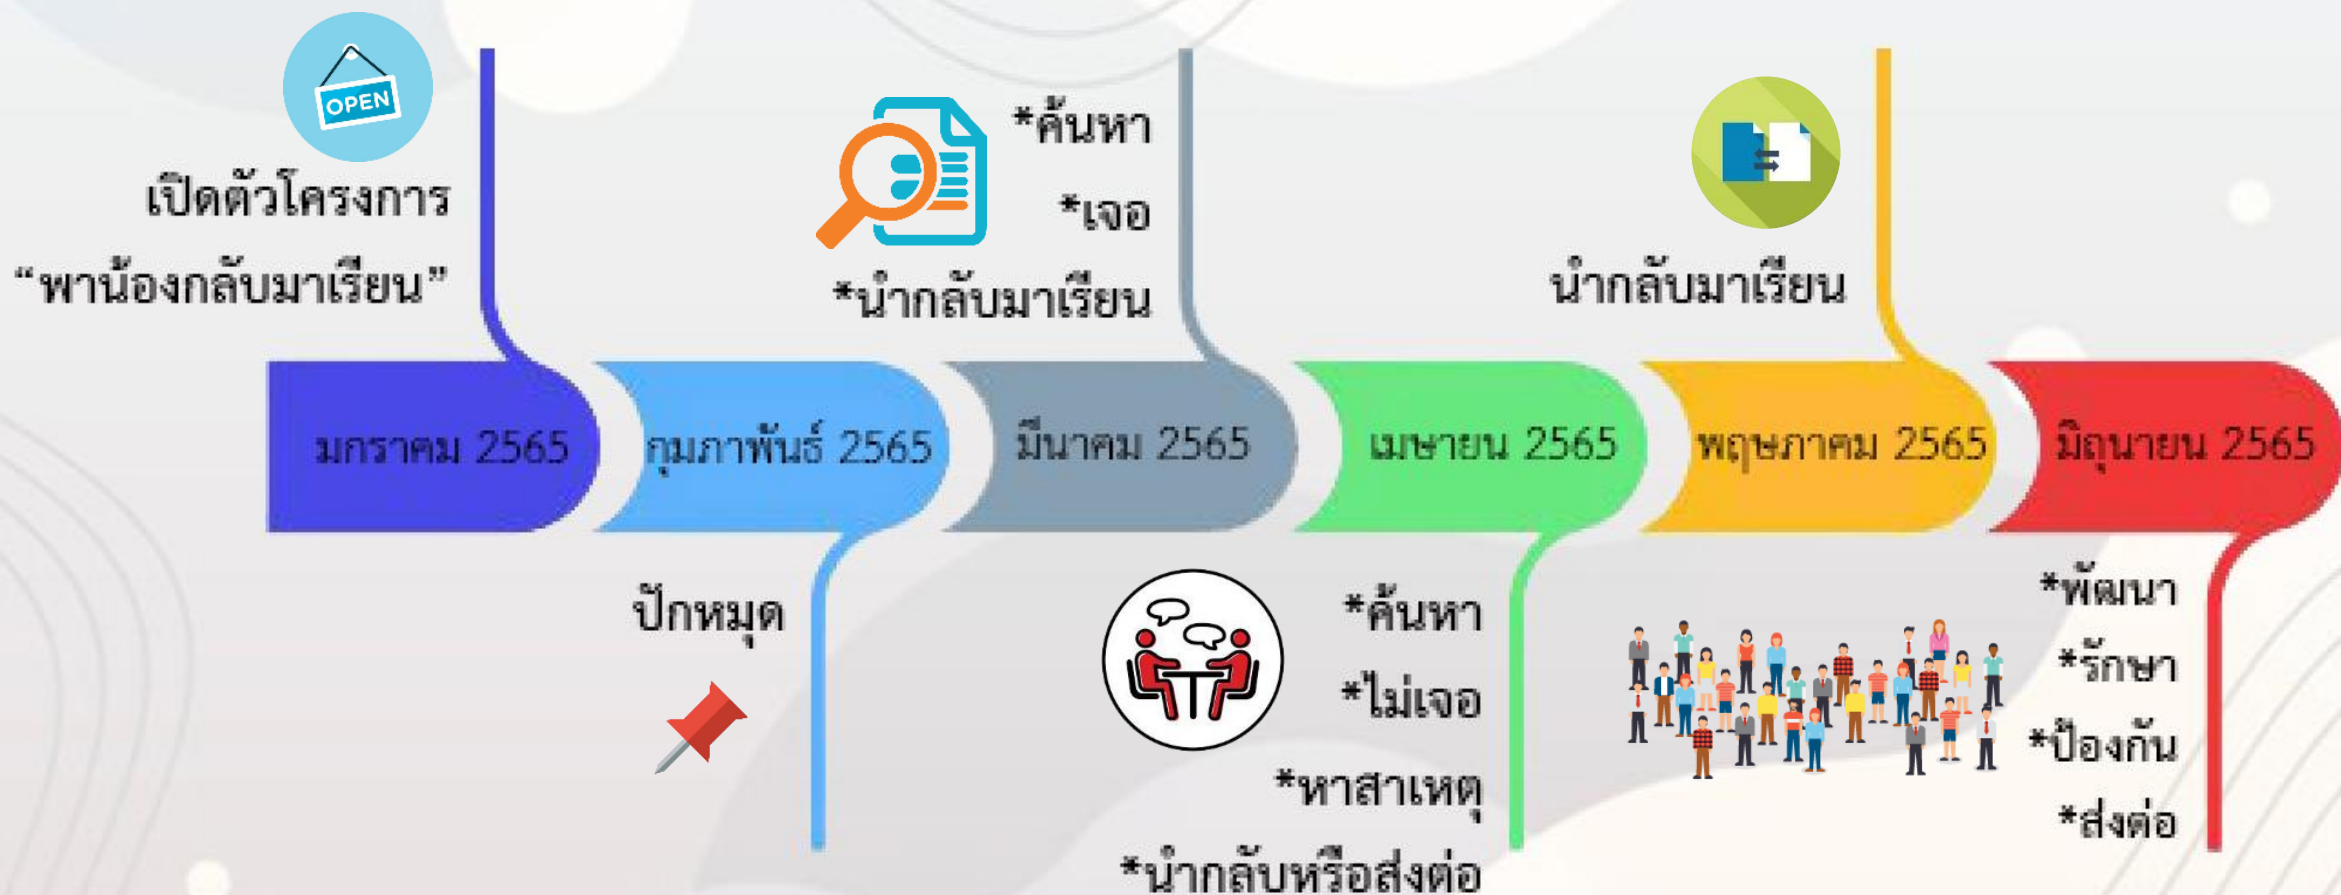 OPEN
เปิดตัวโครงการ
“พาน้องกลับมาเรียน”
*ค้นหา
*เจอ
*นำกลับมาเรียน
นำกลับมาเรียน
มกราคม 2565
กุมภาพันธ์ 2565
มีนาคม 2565
เมษายน 2565
พฤษภาคม 2565
มิถุนายน 2565
ปักหมุด
*ค้นหา
*ไม่เจอ
*หาสาเหตุ
*นำกลับหรือส่งต่อ
*พัฒนา
*รักษา
*ป้องกัน
*ส่งต่อ